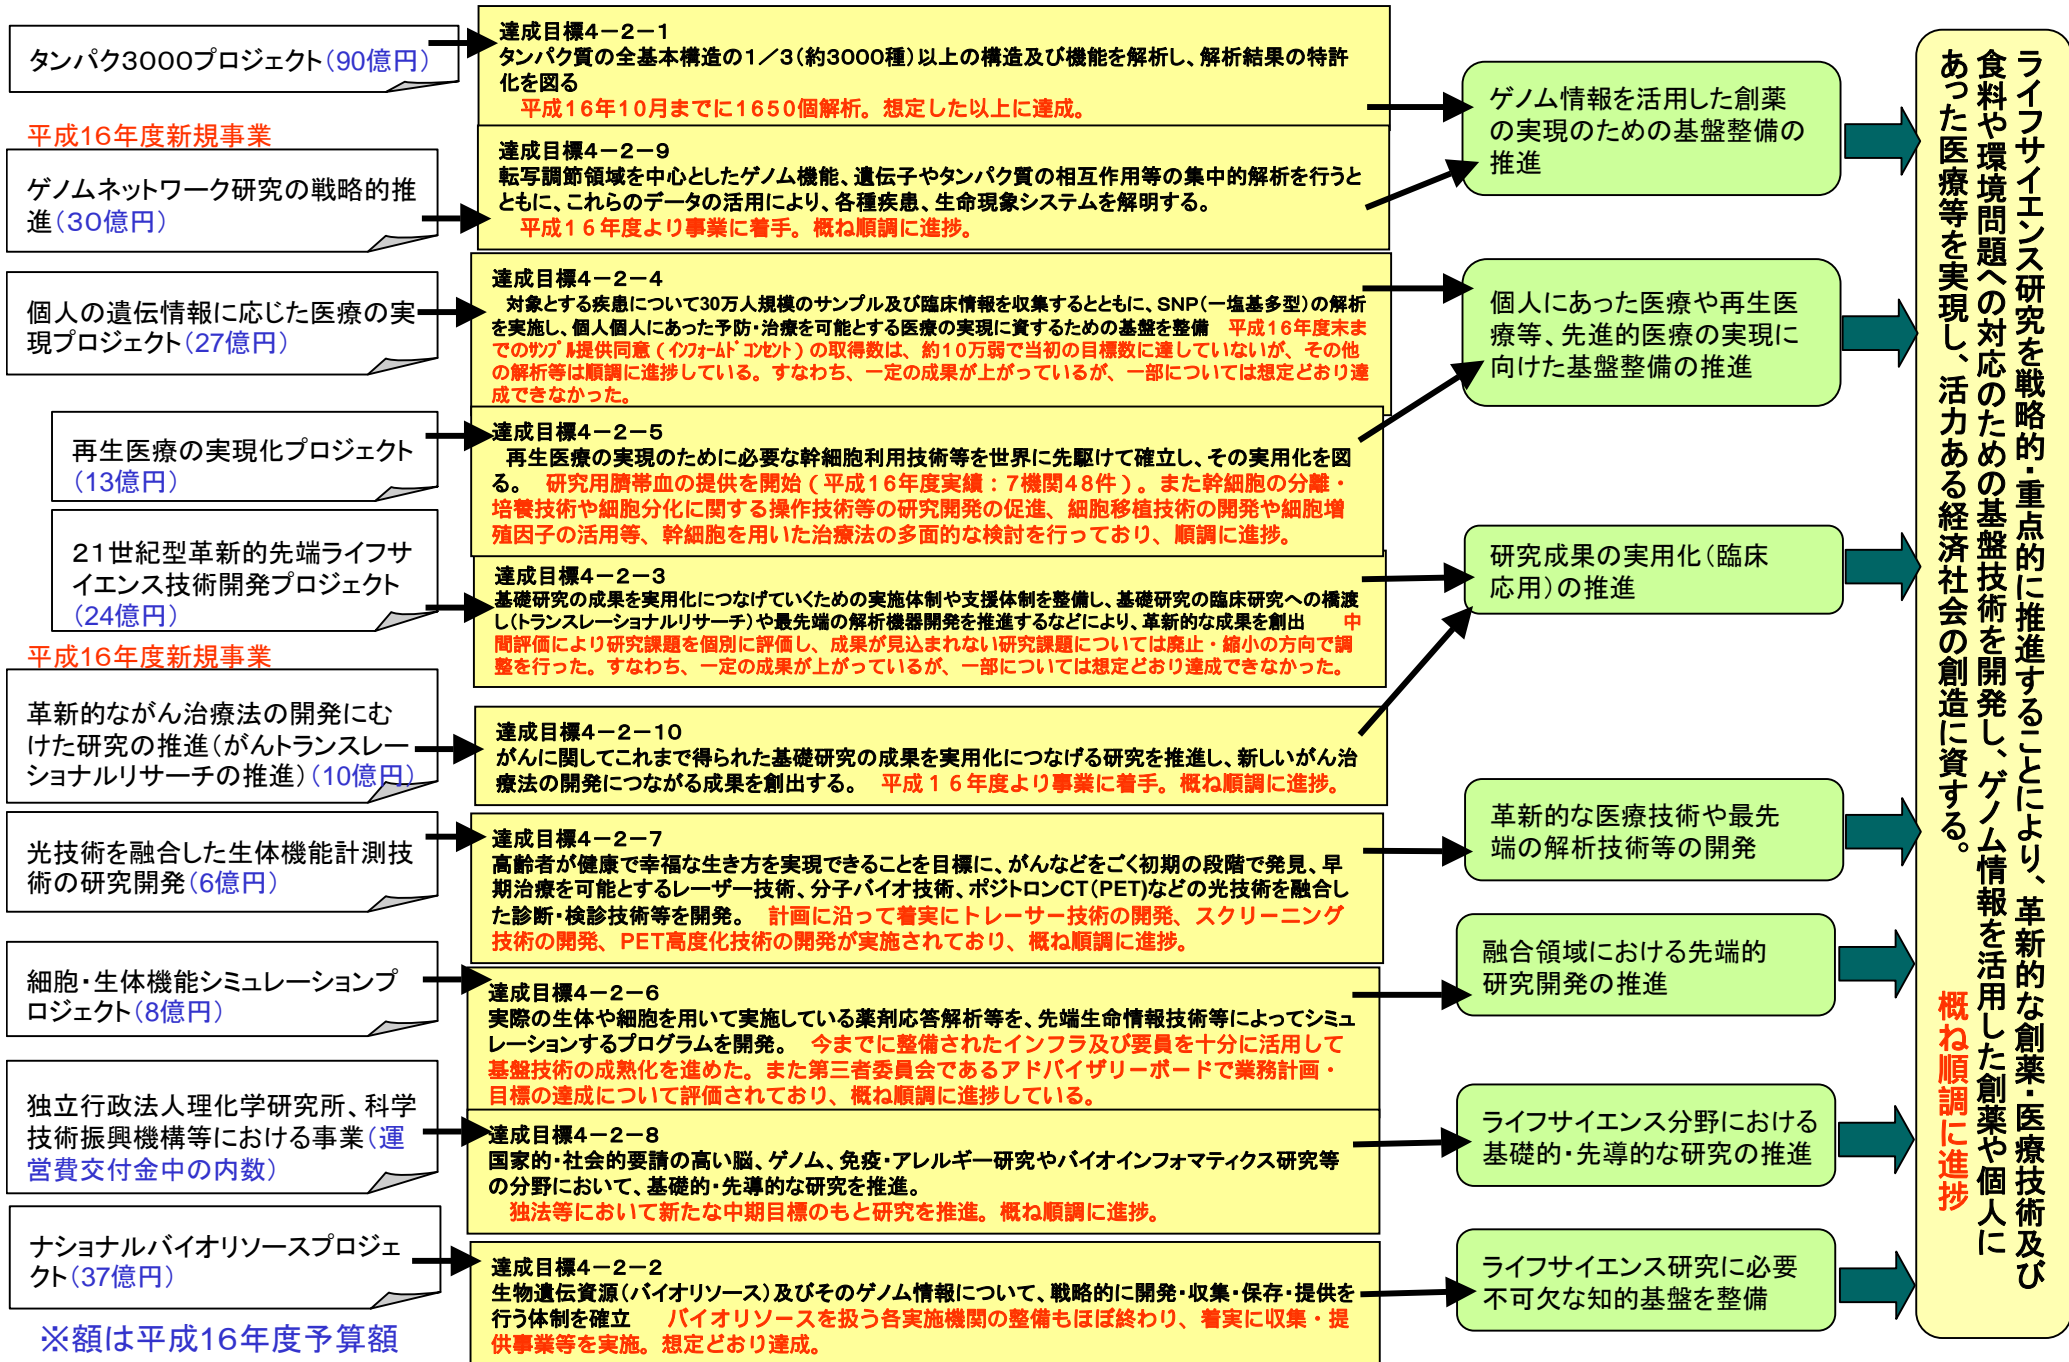 タンパク3000プロジェクト(90億円)
平成16年度新規事業
ゲノムネットワーク研究の戦略的推
進(30億円)
個人の遺伝情報に応じた医療の実
現プロジェクト(27億円)
再生医療の実現化プロジェクト
(13億円)
21世紀型革新的先端ライフサ
イエンス技術開発プロジェクト
(24億円)
平成16年度新規事業
革新的ながん治療法の開発にむ
けた研究の推進(がんトランスレー
ショナルリサーチの推進)(10億円)
光技術を融合した生体機能計測技
術の研究開発(6億円)
細胞・生体機能シミュレーションプ
ロジェクト(8億円)
独立行政法人理化学研究所、科学
技術振興機構等における事業(運
営費交付金中の内数)
ナショナルバイオリソースプロジェ
クト(37億円)
※額は平成16年度予算額
達成目標4-2-1
タンパク質の全基本構造の1/3(約3000種)以上の構造及び機能を解析し、解析結果の特許
化を図る
平成16年10月までに1650個解析。想定した以上に達成。
達成目標4-2-9
転写調節領域を中心としたゲノム機能、遺伝子やタンパク質の相互作用等の集中的解析を行うと
ともに、これらのデータの活用により、各種疾患、生命現象システムを解明する。
平成16年度より事業に着手。概ね順調に進捗。
達成目標4-2-4
対象とする疾患について30万人規模のサンプル及び臨床情報を収集するとともに、SNP(一塩基多型)の解析
を実施し、個人個人にあった予防・治療を可能とする医療の実現に資するための基盤を整備 平成16年度末ま
でのサンプル提供同意(インフォームドコンセント)の取得数は、約10万弱で当初の目標数に達していないが、その他
の解析等は順調に進捗している。すなわち、一定の成果が上がっているが、一部については想定どおり達
成できなかった。
達成目標4-2-5
再生医療の実現のために必要な幹細胞利用技術等を世界に先駆けて確立し、その実用化を図
る。 研究用臍帯血の提供を開始(平成16年度実績:7機関48件)。また幹細胞の分離・
培養技術や細胞分化に関する操作技術等の研究開発の促進、細胞移植技術の開発や細胞増
殖因子の活用等、幹細胞を用いた治療法の多面的な検討を行っており、順調に進捗。
達成目標4-2-3
基礎研究の成果を実用化につなげていくための実施体制や支援体制を整備し、基礎研究の臨床研究への橋渡
し(トランスレーショナルリサーチ)や最先端の解析機器開発を推進するなどにより、革新的な成果を創出 中
間評価により研究課題を個別に評価し、成果が見込まれない研究課題については廃止・縮小の方向で調
整を行った。すなわち、一定の成果が上がっているが、一部については想定どおり達成できなかった。
達成目標4-2-10
がんに関してこれまで得られた基礎研究の成果を実用化につなげる研究を推進し、新しいがん治
療法の開発につながる成果を創出する。 平成16年度より事業に着手。概ね順調に進捗。
達成目標4-2-7
高齢者が健康で幸福な生き方を実現できることを目標に、がんなどをごく初期の段階で発見、早
期治療を可能とするレーザー技術、分子バイオ技術、ポジトロンCT(PET)などの光技術を融合し
た診断・検診技術等を開発。 計画に沿って着実にトレーサー技術の開発、スクリーニング
技術の開発、PET高度化技術の開発が実施されており、概ね順調に進捗。
達成目標4-2-6
実際の生体や細胞を用いて実施している薬剤応答解析等を、先端生命情報技術等によってシミュ
レーションするプログラムを開発。 今までに整備されたインフラ及び要員を十分に活用して
基盤技術の成熟化を進めた。また第三者委員会であるアドバイザリーボードで業務計画・
目標の達成について評価されており、概ね順調に進捗している。
達成目標4-2-8
国家的・社会的要請の高い脳、ゲノム、免疫・アレルギー研究やバイオインフォマティクス研究等
の分野において、基礎的・先導的な研究を推進。
独法等において新たな中期目標のもと研究を推進。概ね順調に進捗。
達成目標4-2-2
生物遺伝資源(バイオリソース)及びそのゲノム情報について、戦略的に開発・収集・保存・提供を
行う体制を確立 バイオリソースを扱う各実施機関の整備もほぼ終わり、着実に収集・提
供事業等を実施。想定どおり達成。
ゲノム情報を活用した創薬
の実現のための基盤整備の
推進
個人にあった医療や再生医
療等、先進的医療の実現に
向けた基盤整備の推進
研究成果の実用化(臨床
応用)の推進
革新的な医療技術や最先
端の解析技術等の開発
融合領域における先端的
研究開発の推進
ライフサイエンス分野における
基礎的・先導的な研究の推進
ライフサイエンス研究に必要
不可欠な知的基盤を整備
ライフサイエンス研究を戦略的・重点的に推進することにより、革新的な創薬・医療技術及び
食料や環境問題への対応のための基盤技術を開発し、ゲノム情報を活用した創薬や個人に
あった医療等を実現し、活力ある経済社会の創造に資する。 概ね順調に進捗